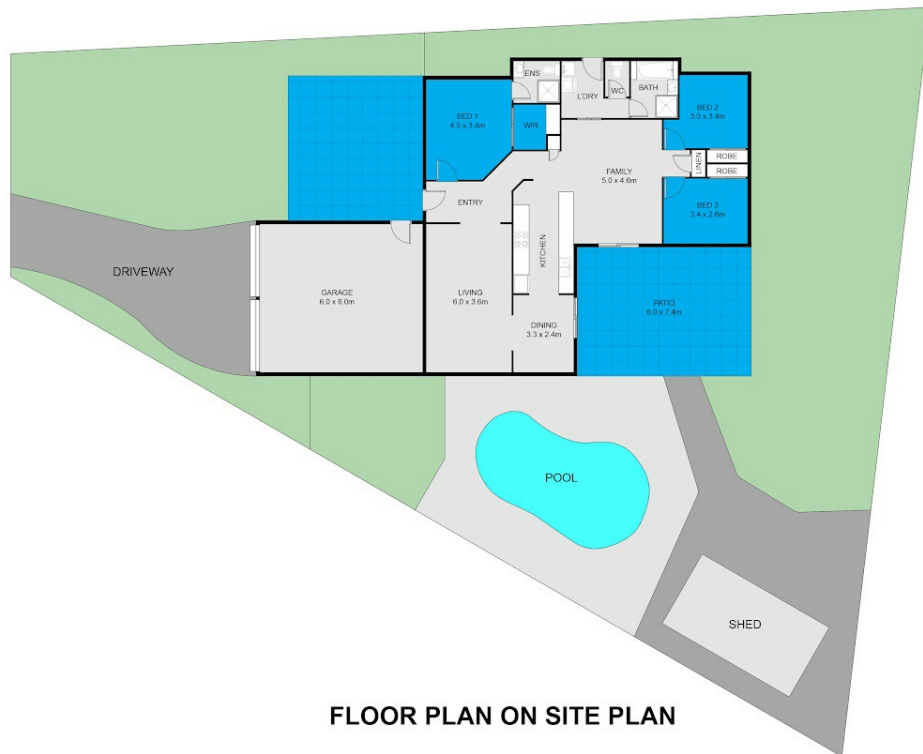 ENS
L'DRY
WC
BATH
BED 1
4.0 x 3.4m
WIR
BED 2
3.0 x 3.4m
LINEN
ROBE
ROBE
FAMILY
5.0 x 4.6m
BED 3
3.4 x 2.6m
ENTRY
KITCHEN
DRIVEWAY
GARAGE
6.0 x 6.0m
LIVING
6.0 x 3.6m
PATIO
6.0 x 7.4m
DINING
3.3 x 2.4m
POOL
SHED
FLOOR PLAN ON SITE PLAN